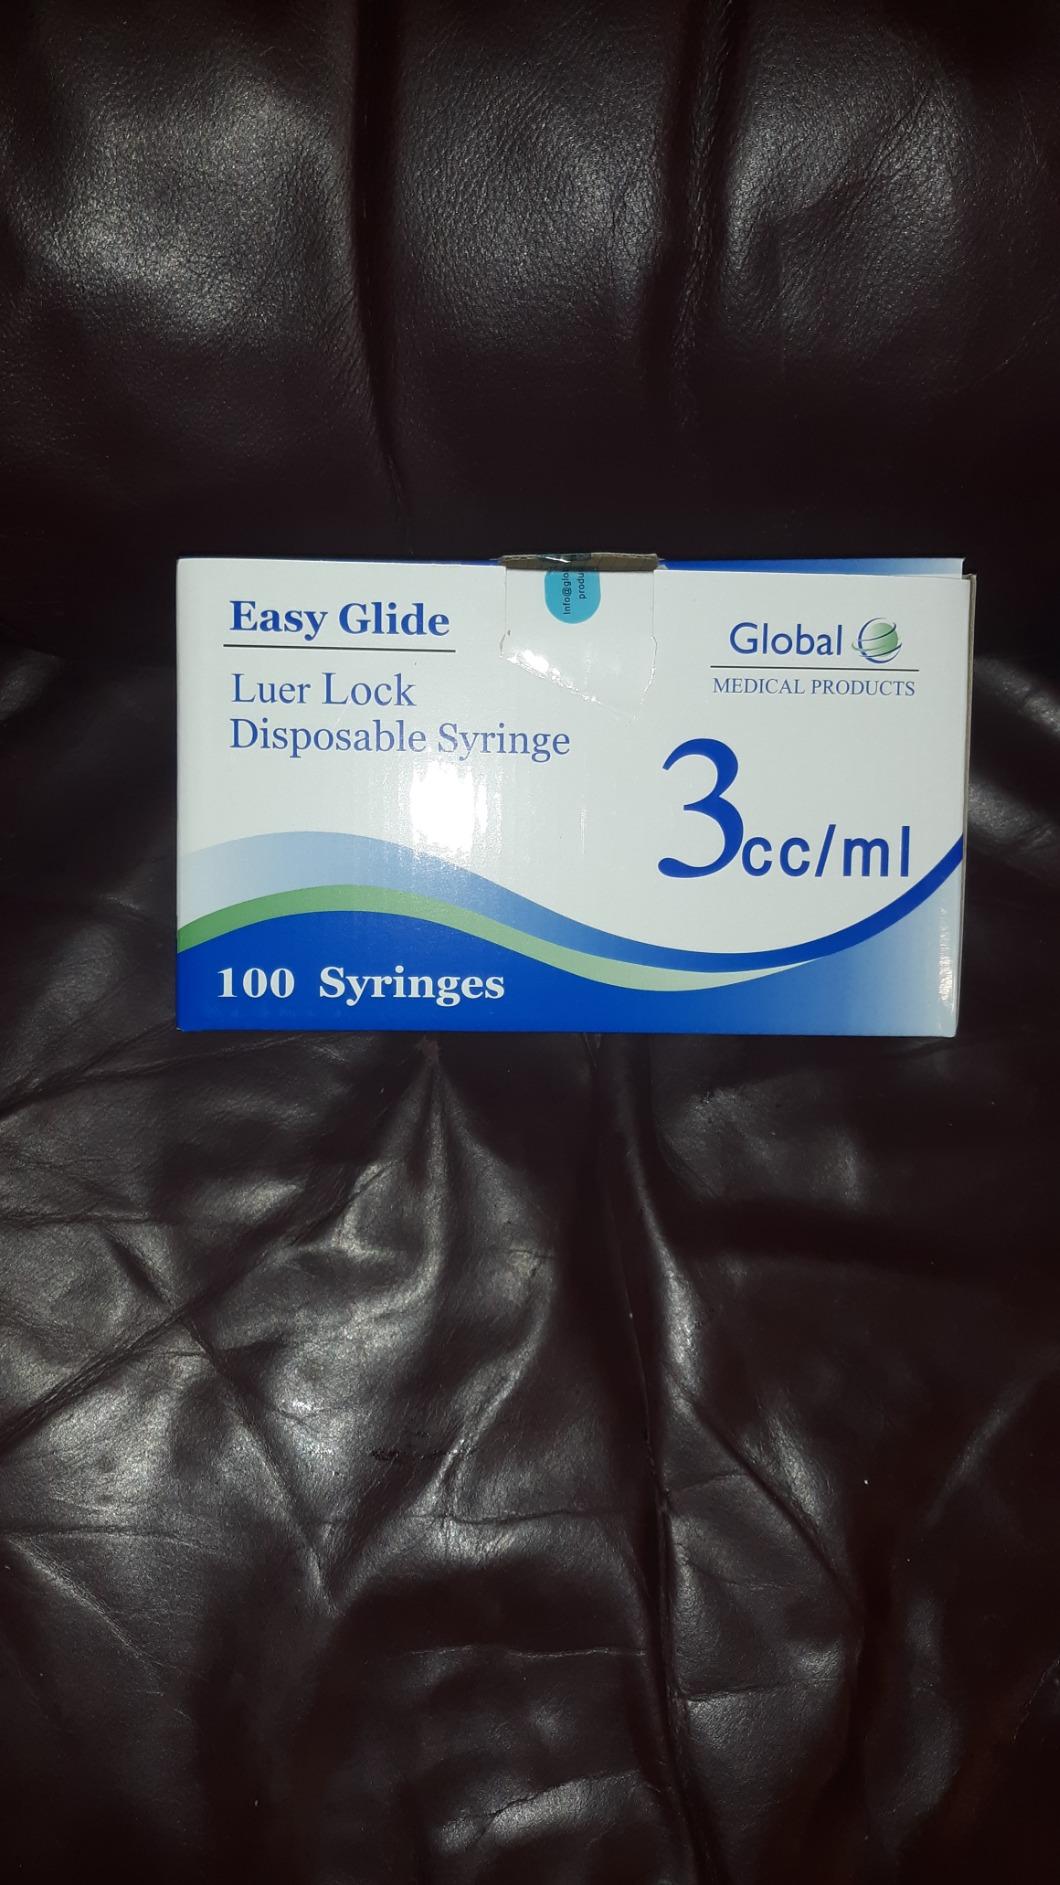 Easy Glide
Luer Lock
Disposable Syringe
Global
MEDICAL PRODUCTS
3cc/ml
100 Syringes